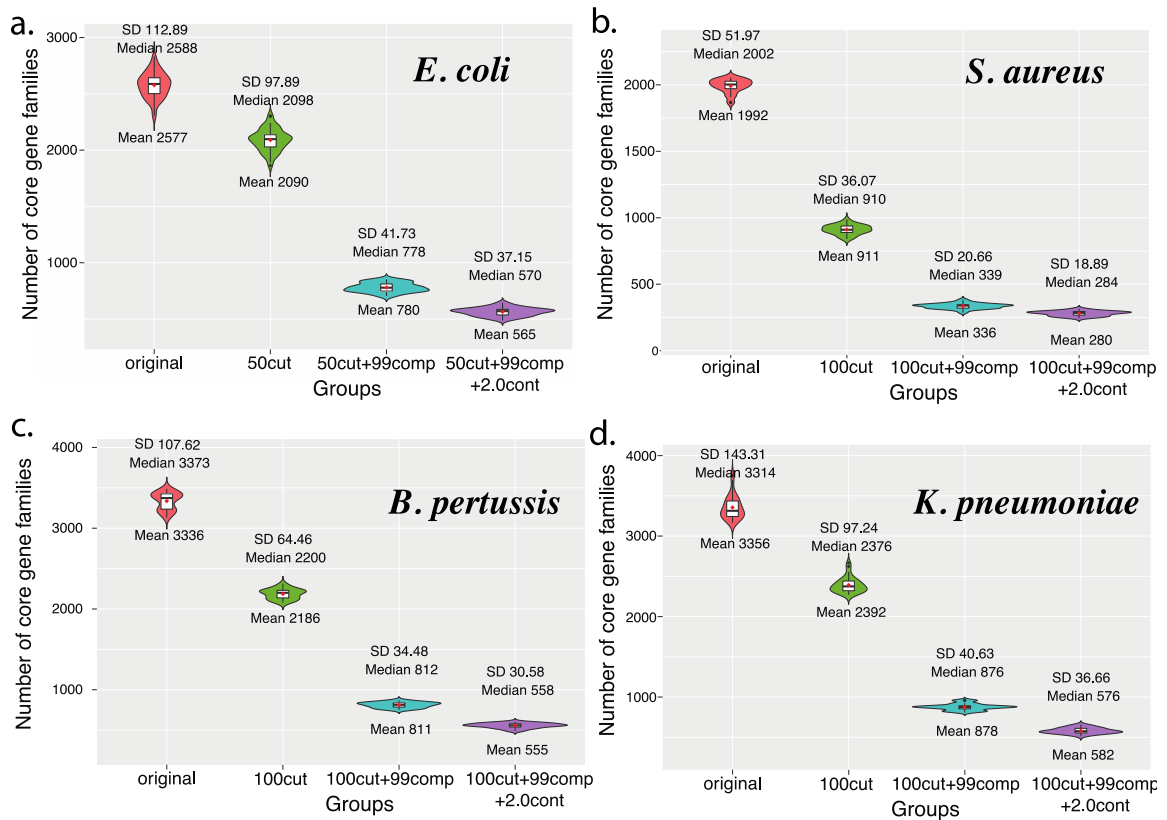 a.
E. coli
Number of core gene families
3000
2000
1000
SD 112.89
Median 2588
Mean 2577
SD 97.89
Median 2098
Mean 2090
SD 41.73
Median 778
Mean 780
SD 37.15
Median 570
Mean 565
original
50cut
50cut+99comp
50cut+99comp
+2.0cont
Groups
b.
S. aureus
Number of core gene families
2000
1500
1000
500
0
SD 51.97
Median 2002
Mean 1992
SD 36.07
Median 910
Mean 911
SD 20.66
Median 339
Mean 336
SD 18.89
Median 284
Mean 280
original
100cut
100cut+99comp
100cut+99comp
+2.0cont
Groups
c.
B. pertussis
Number of core gene families
4000
3000
2000
1000
SD 107.62
Median 3373
Mean 3336
SD 64.46
Median 2200
Mean 2186
SD 34.48
Median 812
Mean 811
SD 30.58
Median 558
Mean 555
original
100cut
100cut+99comp
100cut+99comp
+2.0cont
Groups
d.
K. pneumoniae
Number of core gene families
4000
3000
2000
1000
SD 143.31
Median 3314
Mean 3356
SD 97.24
Median 2376
Mean 2392
SD 40.63
Median 876
Mean 878
SD 36.66
Median 576
Mean 582
original
100cut
100cut+99comp
100cut+99comp
+2.0cont
Groups